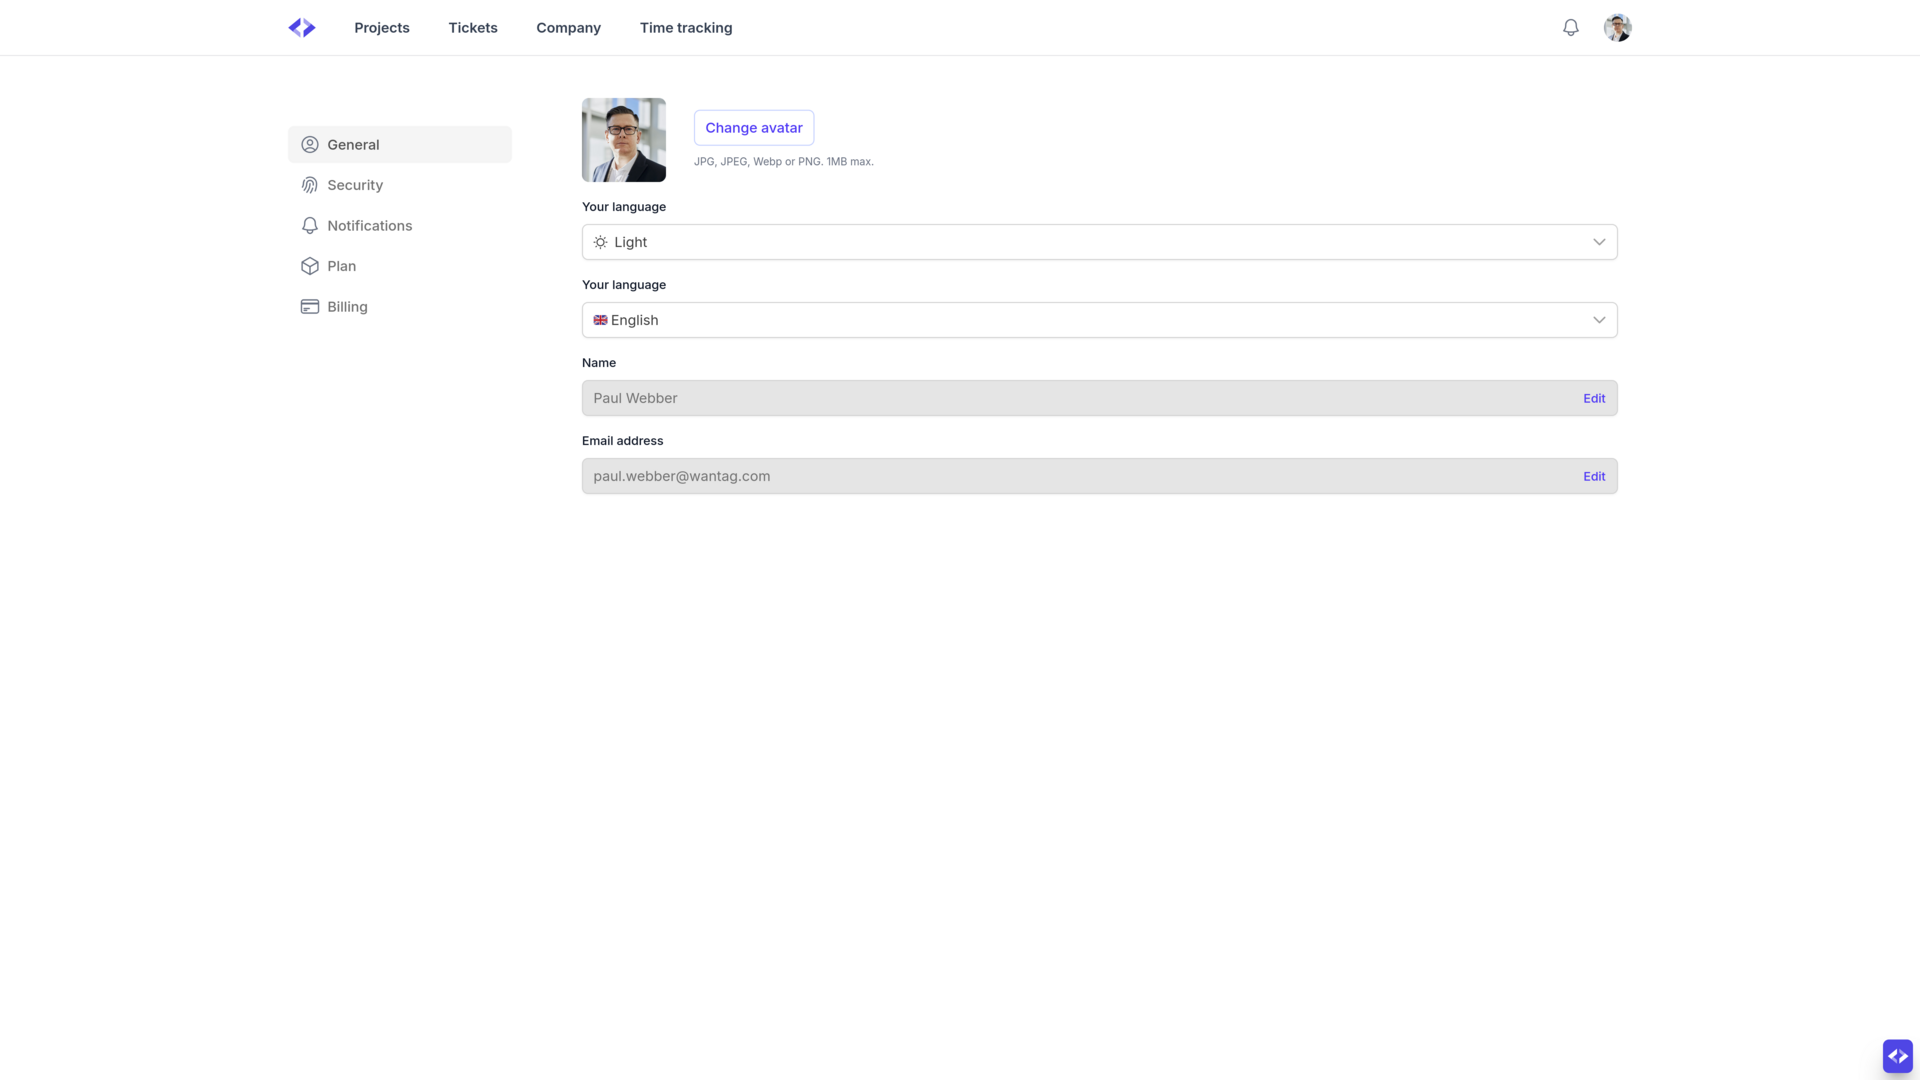 Projects
Tickets
Company
Time tracking
General
Security
Notifications
Plan
Billing
Change avatar
JPG, JPEG, Webp or PNG. 1MB max.
Your language
Light
Your language
English
Name
Paul Webber Edit
Email address
paul.webber@wantag.com Edit